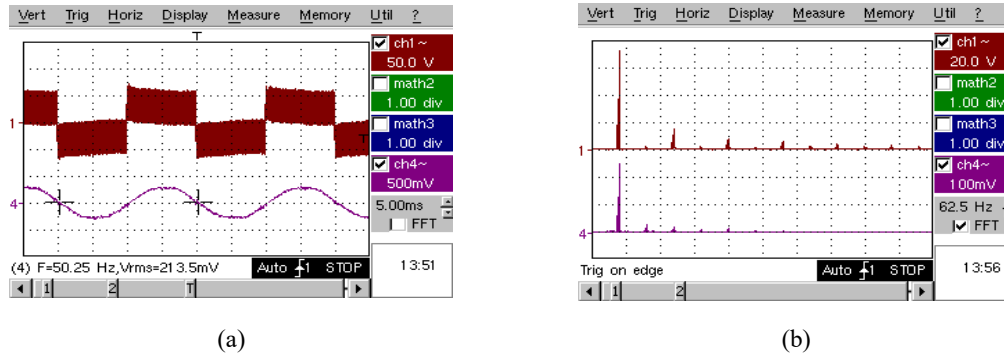 Vert Trig Horiz Display Measure Memory Util ?
T
ch1~
50.0 V
math2
1.00 div
math3
1.00 div
ch4~
500mV
5.00ms
FFT
1
T
4
(4) F=50.25 Hz,Vrms=213.5mV
Auto 1 STOP
13:51
1 2 T
(a)
Vert Trig Horiz Display Measure Memory Util ?
ch1~
20.0 V
math2
1.00 div
math3
1.00 div
ch4~
100mV
62.5 Hz
FFT
1
4
Trig on edge
Auto 1 STOP
13:56
1 2
(b)